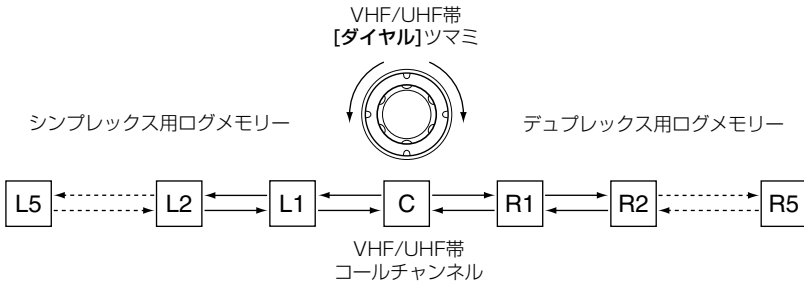 VHF/UHF帯
[ダイヤル]ツマミ
シンプレックス用ログメモリー
デュプレックス用ログメモリー
L5 L2 L1 C R1 R2 R5
VHF/UHF帯
コールチャンネル